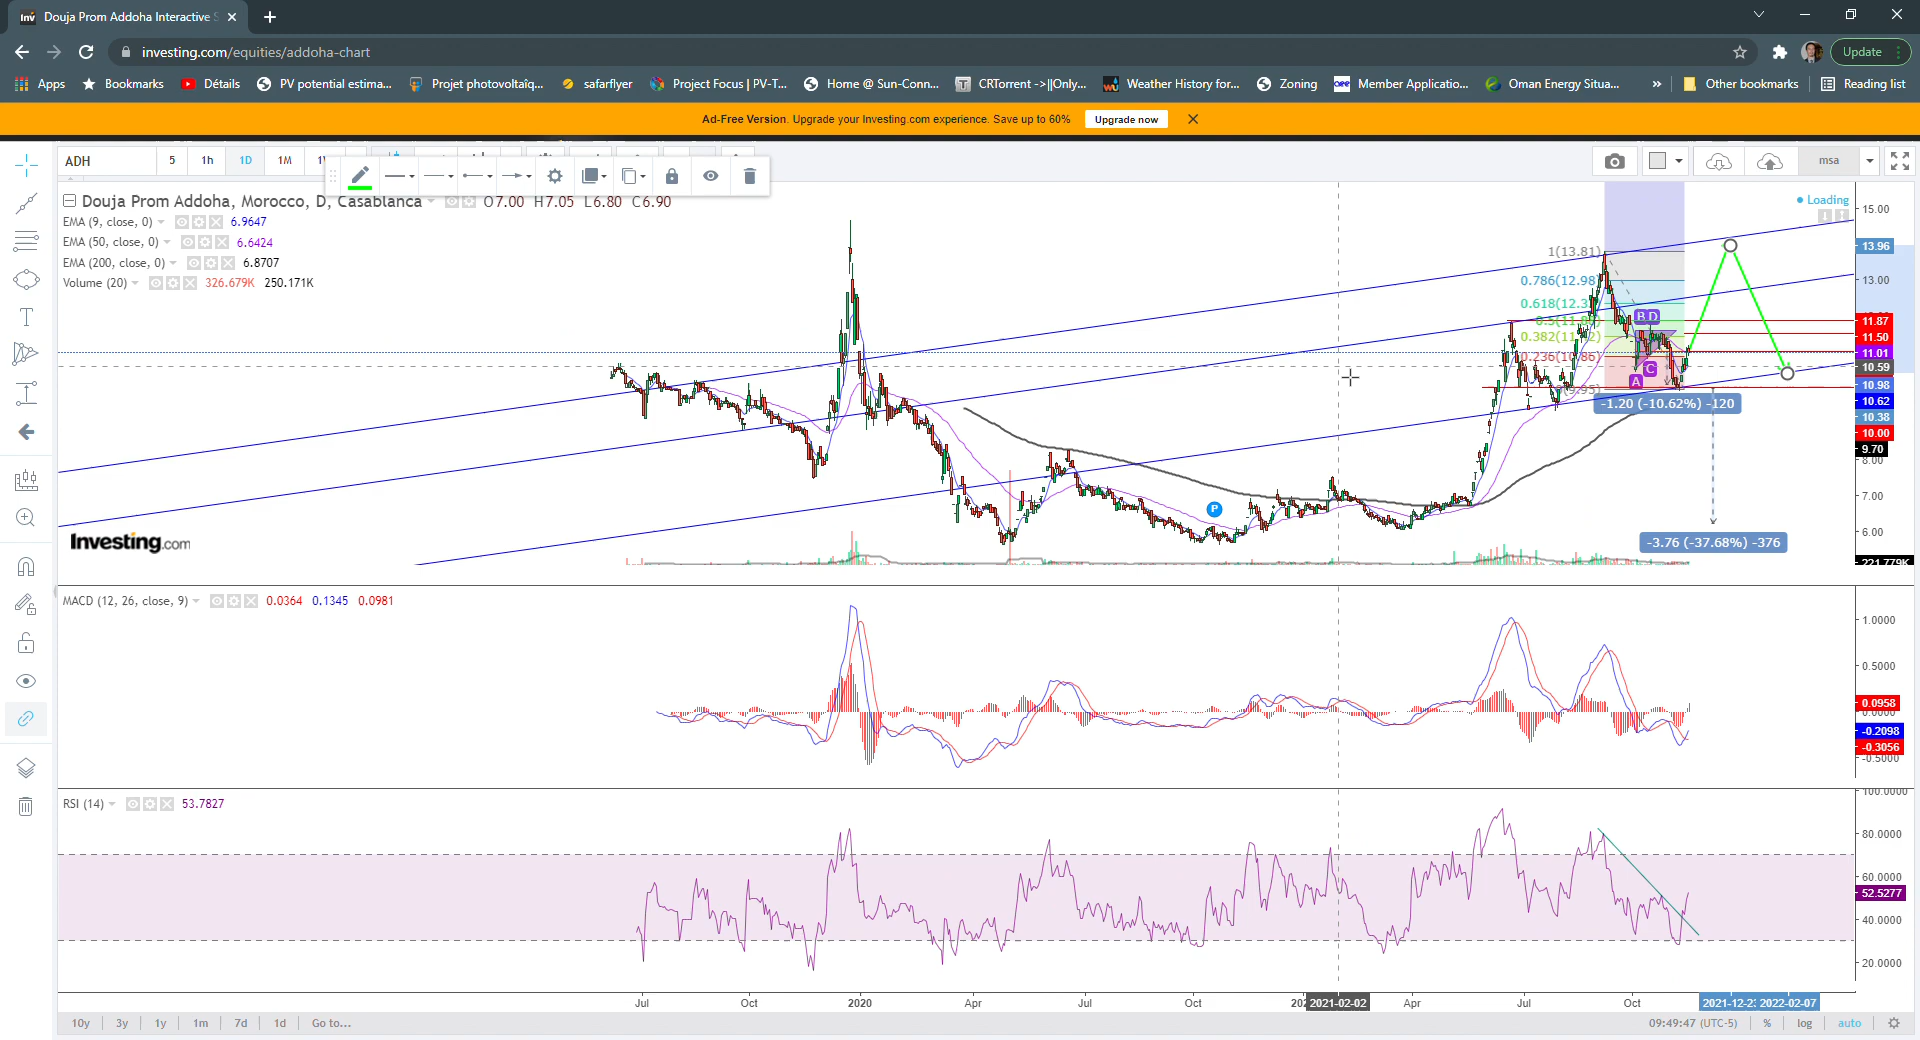 Douja Prom Addoha Interactive S
investing.com/equities/addoha-chart
Update
Apps
Bookmarks
Détails
PV potential estima...
Projet photovoltaïq...
safarflyer
Project Focus | PV-T...
Home @ Sun-Conn...
CRTorrent ->||Only...
Weather History for...
Zoning
Member Applicatio...
Oman Energy Situa...
»
Other bookmarks
Reading list
Ad-Free Version. Upgrade your Investing.com experience. Save up to 60%
Upgrade now
ADH
5
1h
1D
1M
msa
Douja Prom Addoha, Morocco, D, Casablanca
O7.00 H7.05 L6.80 C6.90
EMA (9, close, 0)
6.9647
EMA (50, close, 0)
6.6424
EMA (200, close, 0)
6.8707
Volume (20)
326.679K 250.171K
Loading
1(13.81)
0.786(12.98)
0.618(12.3
0.236(10.86)
B D
C
A
P
-1.20 (-10.62%) -120
-3.76 (-37.68%) -376
15.00
13.96
13.00
11.87
11.50
11.01
10.59
10.98
10.62
10.38
10.00
9.70
8.00
7.00
6.00
221.779K
Investing.com
MACD (12, 26, close, 9)
0.0364 0.1345 0.0981
1.0000
0.5000
0.0958
0.0000
-0.2098
-0.3056
-0.5000
RSI (14)
53.7827
100.0000
80.0000
60.0000
52.5277
40.0000
20.0000
Jul
Oct
2020
Apr
Jul
Oct
2021-02-02
Apr
Jul
Oct
2021-12-23
2022-02-07
10y
3y
1y
1m
7d
1d
Go to...
09:49:47 (UTC-5)
%
log
auto